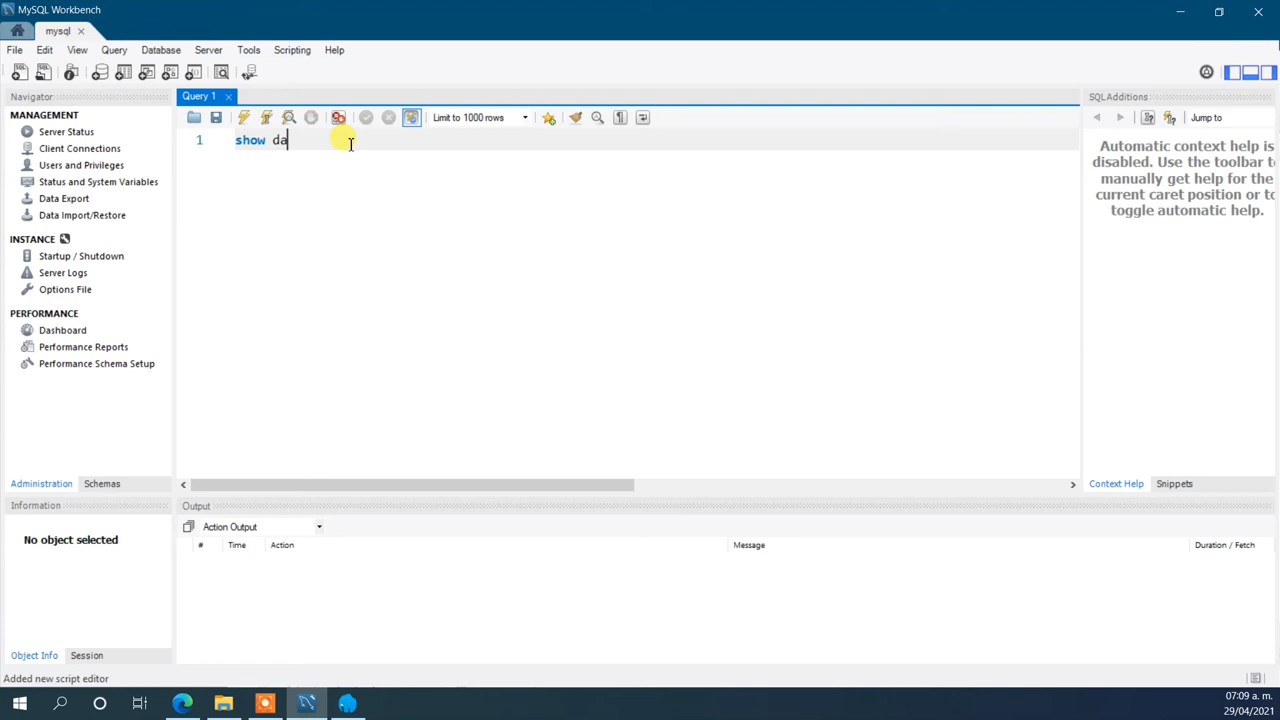 MySQL Workbench
mysql
File Edit View Query Database Server Tools Scripting Help
Navigator
MANAGEMENT
Server Status
Client Connections
Users and Privileges
Status and System Variables
Data Export
Data Import/Restore
INSTANCE
Startup / Shutdown
Server Logs
Options File
PERFORMANCE
Dashboard
Performance Reports
Performance Schema Setup
Administration Schemas
Information
No object selected
Object Info Session
Query 1
Limit to 1000 rows
1 show da
Output
Action Output
# Time Action Message Duration / Fetch
SQLAdditions
Jump to
Automatic context help is
disabled. Use the toolbar to
manually get help for the
current caret position or to
toggle automatic help.
Context Help Snippets
Added new script editor
07:09 a. m.
29/04/2021